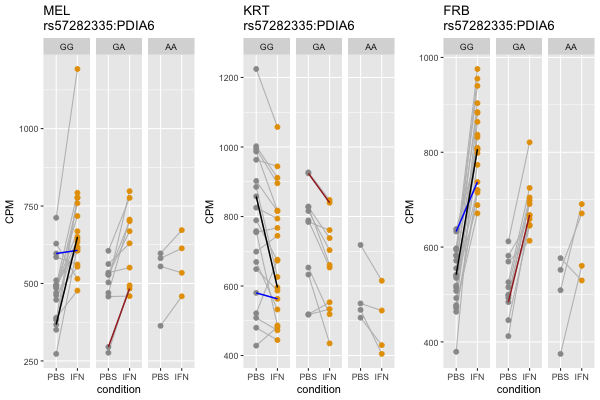 MEL
rs57282335:PDIA6
GG
GA
AA
CPM
1000
750
500
250
PBS IFN
PBS IFN
PBS IFN
condition
KRT
rs57282335:PDIA6
GG
GA
AA
CPM
1200
1000
800
600
400
PBS IFN
PBS IFN
PBS IFN
condition
FRB
rs57282335:PDIA6
GG
GA
AA
CPM
1000
800
600
400
PBS IFN
PBS IFN
PBS IFN
condition